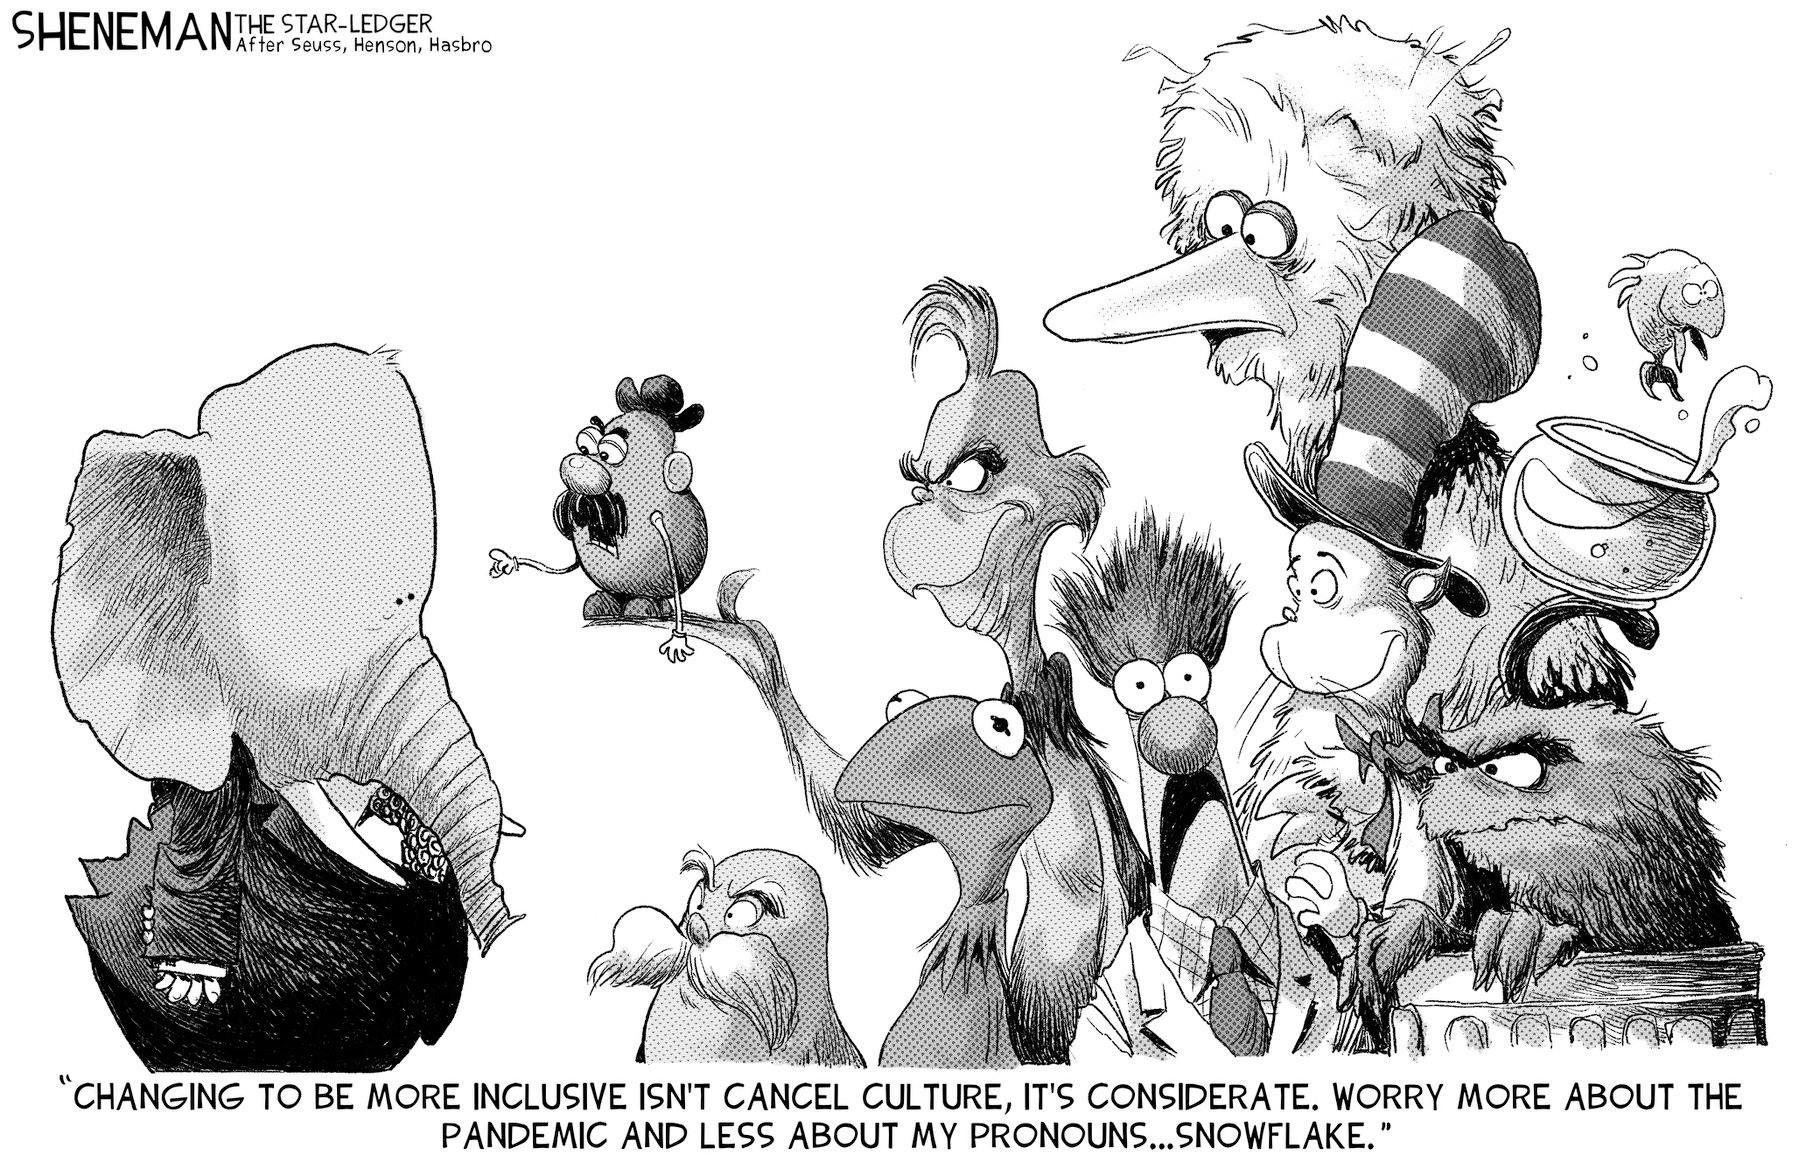 SHENEMAN THE STAR-LEDGER
After Seuss, Henson, Hasbro
"CHANGING TO BE MORE INCLUSIVE ISN'T CANCEL CULTURE, IT'S CONSIDERATE. WORRY MORE ABOUT THE
PANDEMIC AND LESS ABOUT MY PRONOUNS...SNOWFLAKE."